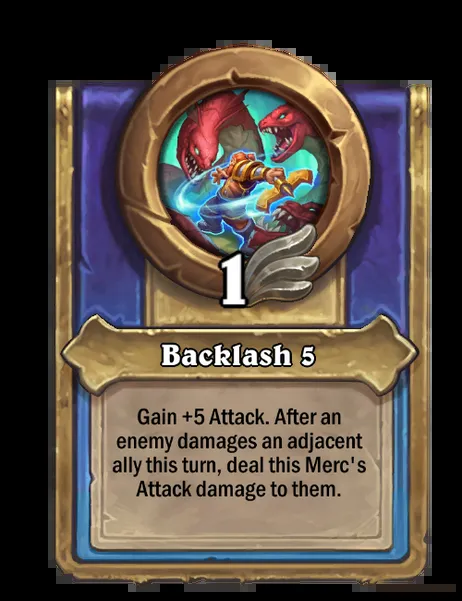 1
Backlash 5
Gain +5 Attack. After an
enemy damages an adjacent
ally this turn, deal this Merc's
Attack damage to them.